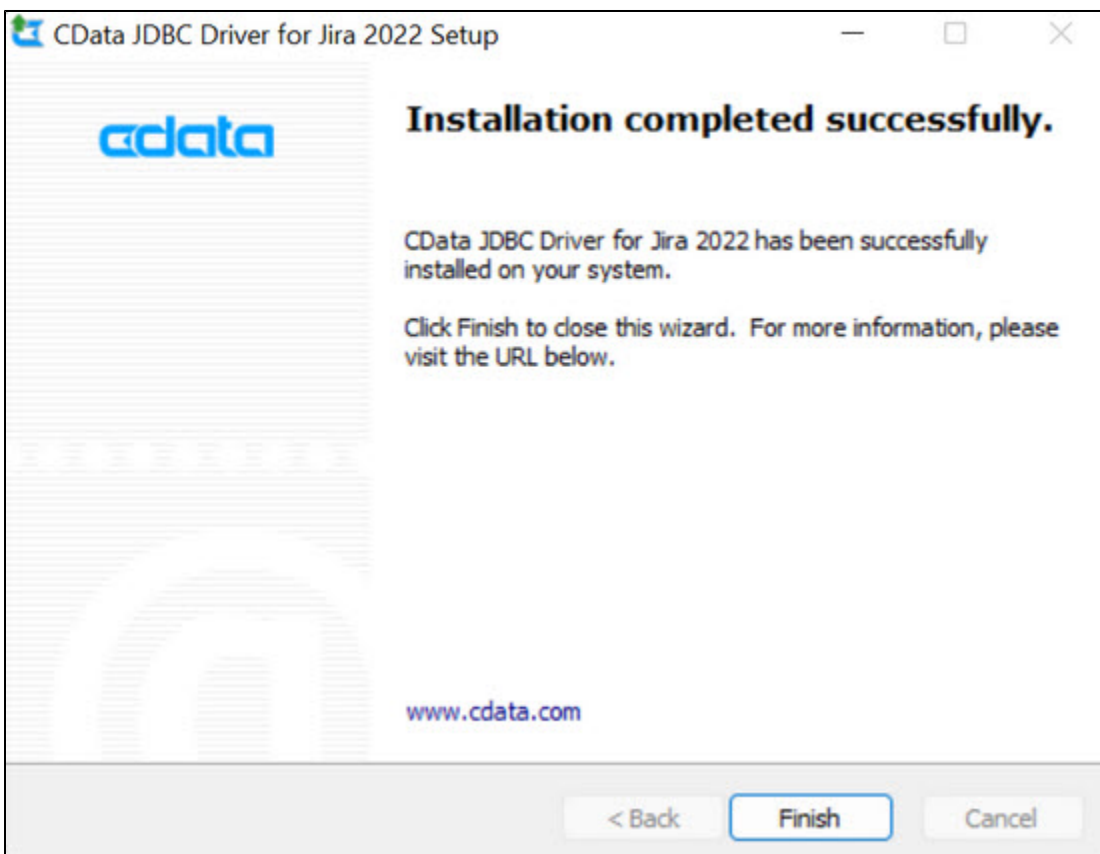 CData JDBC Driver for Jira 2022 Setup
cdata
Installation completed successfully.
CData JDBC Driver for Jira 2022 has been successfully
installed on your system.
Click Finish to close this wizard.  For more information, please
visit the URL below.
www.cdata.com
< Back
Finish
Cancel